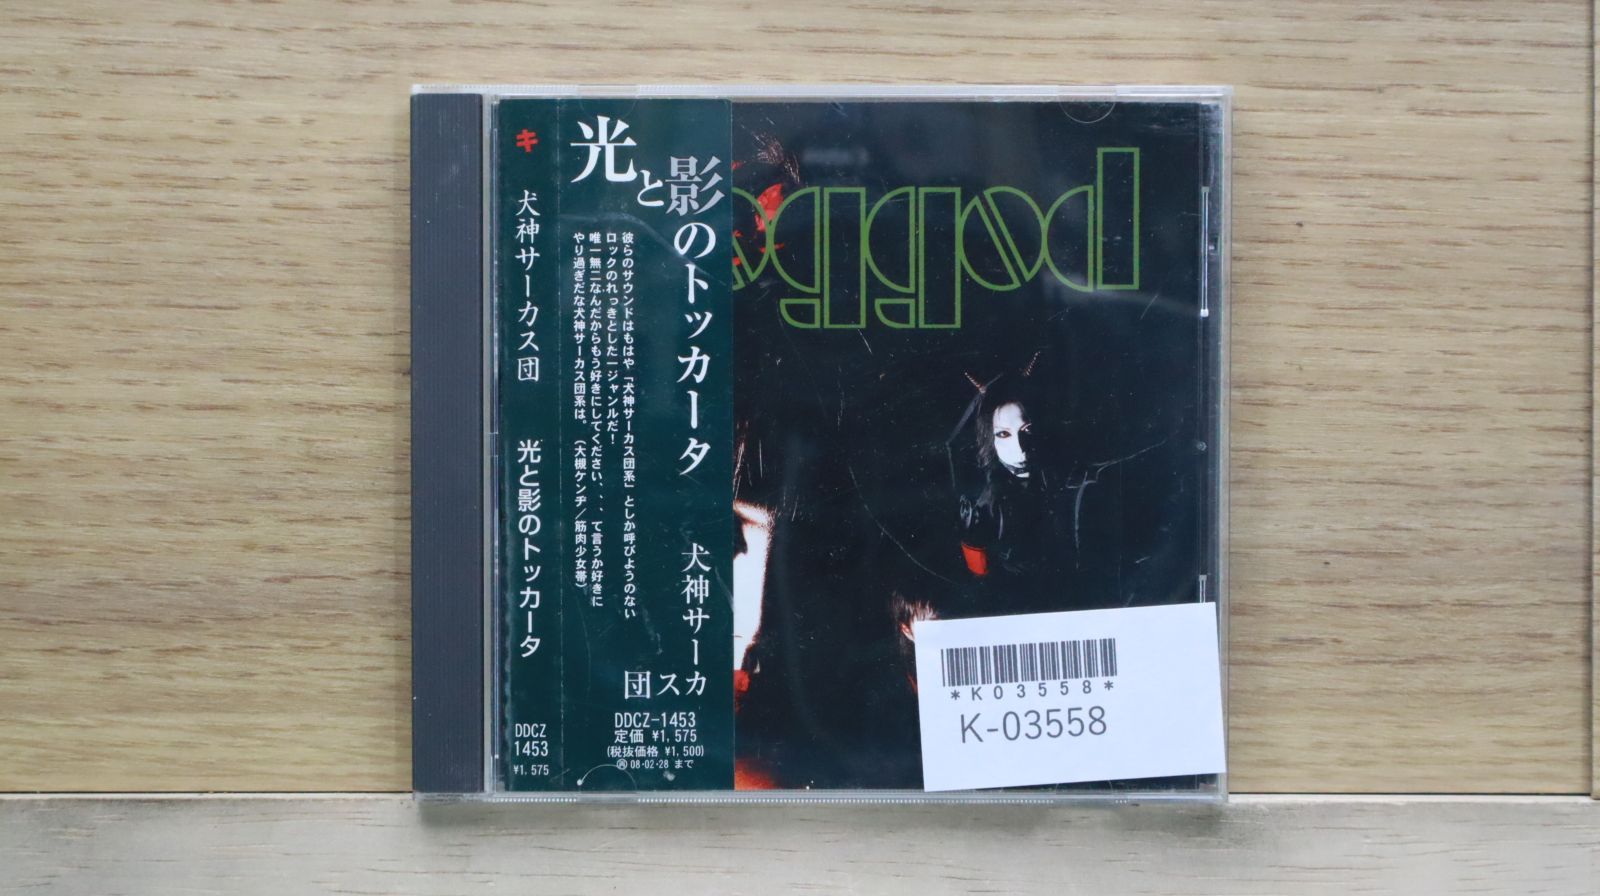 キ
犬神サーカス団
光と影のトッカータ
DDCZ
1453
¥1,575
光と影のトッカータ
犬神サーカス団
彼らのサウンドはもはや「犬神サーカス団系」としか呼びようのない
ロックのれっきとした一ジャンルだ!
唯一無二なんだからもう好きにしてください、、、て言うか好きに
やり過ぎだな犬神サーカス団系は。(大槻ケンヂ/筋肉少女帯)
DDCZ-1453
定価 ¥1,575
(税抜価格 ¥1,500)
再 08・02・28 まで
*K03558*
K-03558